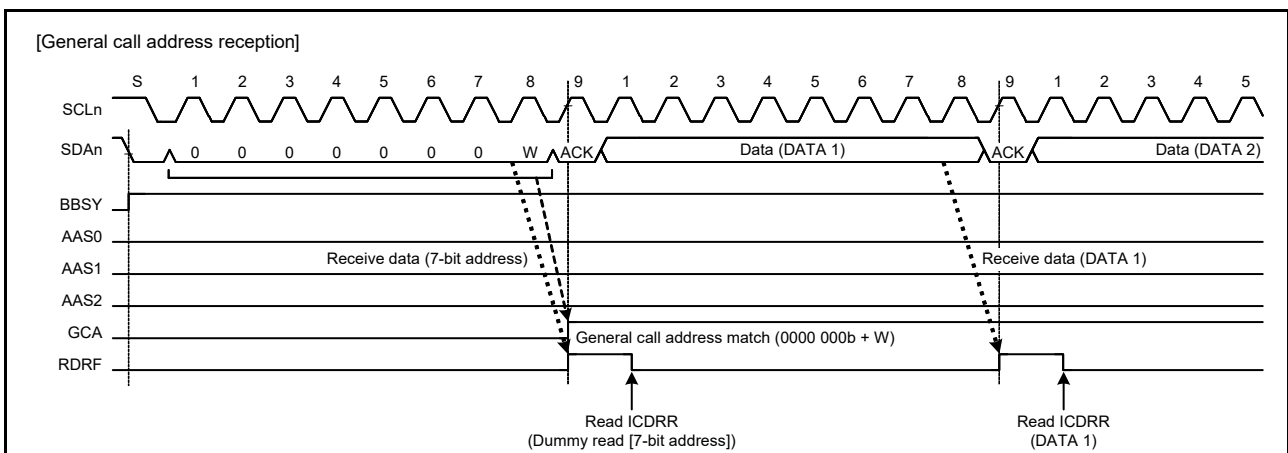 [General call address reception]
S 1 2 3 4 5 6 7 8 9 1 2 3 4 5 6 7 8 9 1 2 3 4 5
SCLn
SDAn 0 0 0 0 0 0 0 W ACK Data (DATA 1) ACK Data (DATA 2)
BBSY
AAS0
Receive data (7-bit address) Receive data (DATA 1)
AAS1
AAS2
GCA General call address match (0000 000b + W)
RDRF
Read ICDRR Read ICDRR
(Dummy read [7-bit address]) (DATA 1)